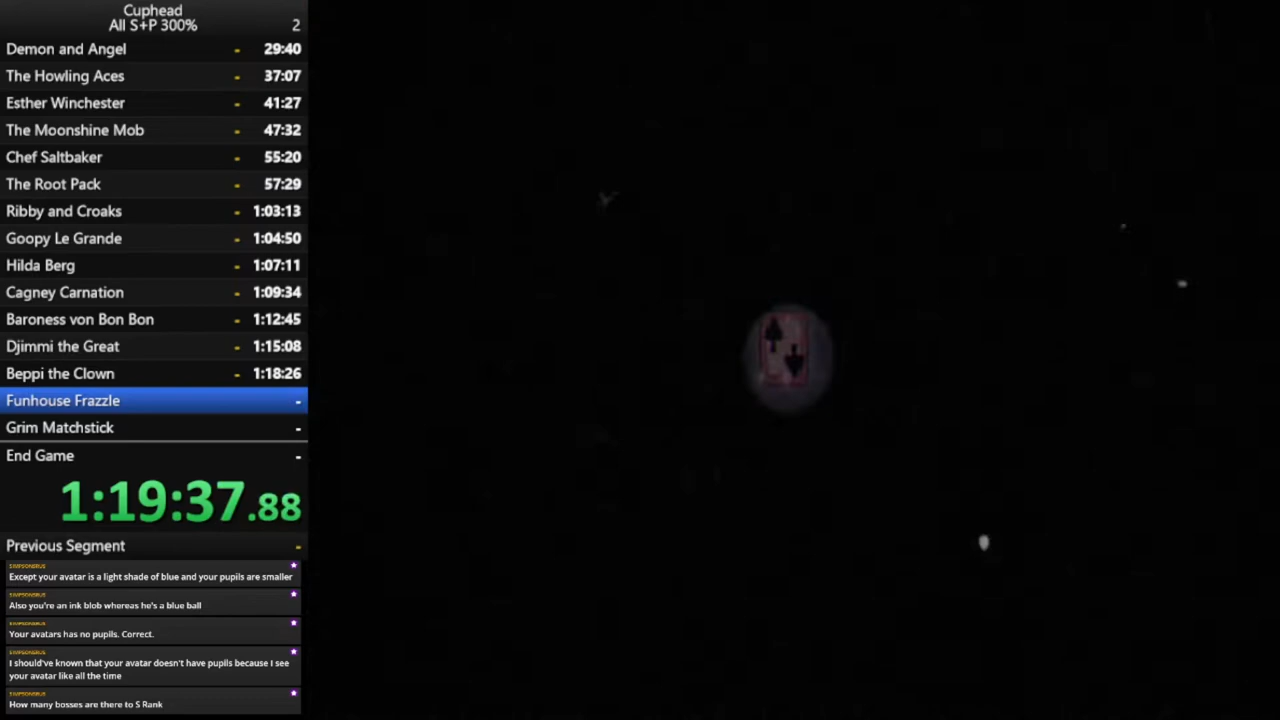 Cuphead
All S+P 300% 2
Demon and Angel - 29:40
The Howling Aces - 37:07
Esther Winchester - 41:27
The Moonshine Mob - 47:32
Chef Saltbaker - 55:20
The Root Pack - 57:29
Ribby and Croaks - 1:03:13
Goopy Le Grande - 1:04:50
Hilda Berg - 1:07:11
Cagney Carnation - 1:09:34
Baroness von Bon Bon - 1:12:45
Djimmi the Great - 1:15:08
Beppi the Clown - 1:18:26
Funhouse Frazzle -
Grim Matchstick -
End Game -
1:19:37.88
Previous Segment -
Except your avatar is a light shade of blue and your pupils are smaller
Also you're an ink blob whereas he's a blue ball
Your avatars has no pupils. Correct.
I should've known that your avatar doesn't have pupils because I see
your avatar like all the time
How many bosses are there to S Rank